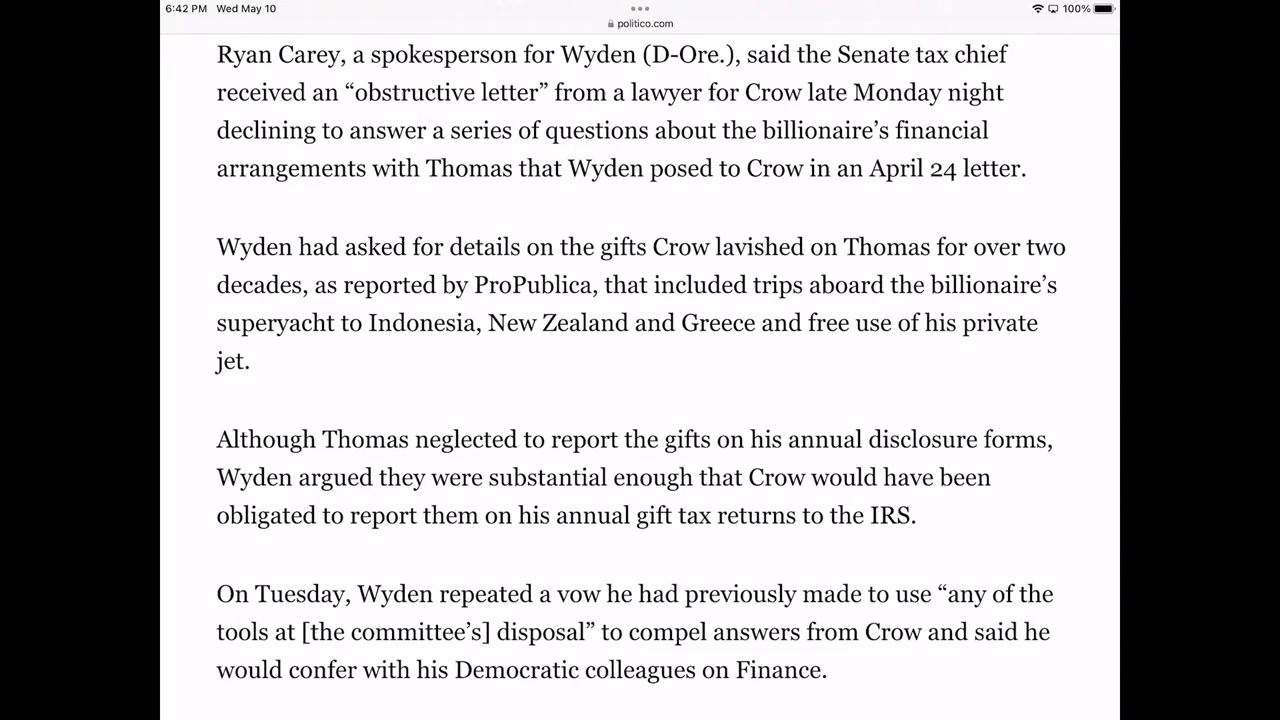 6:42 PM Wed May 10
100%
politico.com
Ryan Carey, a spokesperson for Wyden (D-Ore.), said the Senate tax chief
received an “obstructive letter” from a lawyer for Crow late Monday night
declining to answer a series of questions about the billionaire’s financial
arrangements with Thomas that Wyden posed to Crow in an April 24 letter.
Wyden had asked for details on the gifts Crow lavished on Thomas for over two
decades, as reported by ProPublica, that included trips aboard the billionaire’s
superyacht to Indonesia, New Zealand and Greece and free use of his private
jet.
Although Thomas neglected to report the gifts on his annual disclosure forms,
Wyden argued they were substantial enough that Crow would have been
obligated to report them on his annual gift tax returns to the IRS.
On Tuesday, Wyden repeated a vow he had previously made to use “any of the
tools at [the committee’s] disposal” to compel answers from Crow and said he
would confer with his Democratic colleagues on Finance.